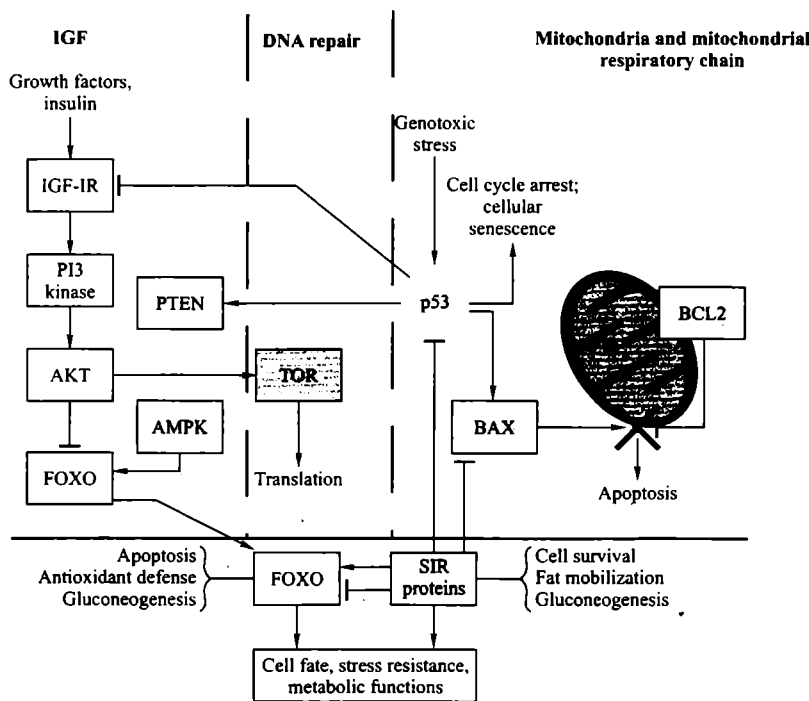 IGF
DNA repair
Mitochondria and mitochondrial
respiratory chain
Growth factors,
insulin
Genotoxic
stress
IGF-IR
Cell cycle arrest;
cellular
senescence
PI3
kinase
PTEN
p53
BCL2
AKT
TOR
AMPK
BAX
FOXO
Translation
Apoptosis
Apoptosis
Antioxidant defense
Gluconeogenesis
FOXO
SIR
proteins
Cell survival
Fat mobilization
Gluconeogenesis
Cell fate, stress resistance,
metabolic functions